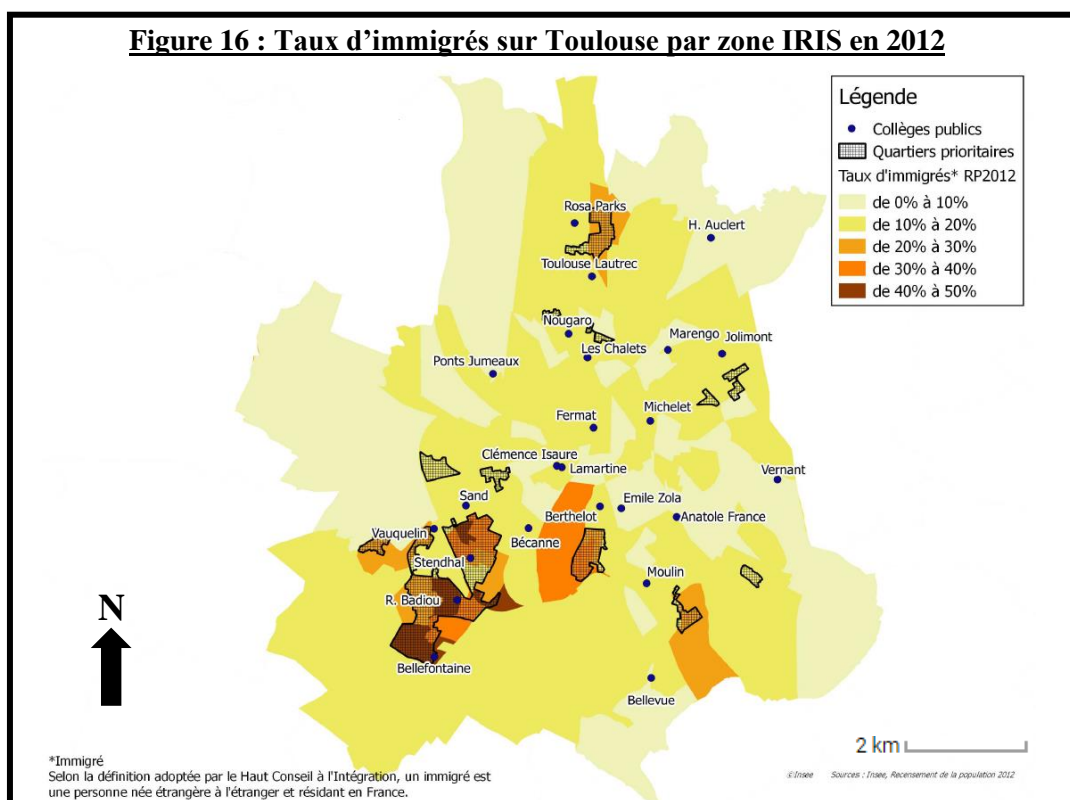 Figure 16 : Taux d'immigrés sur Toulouse par zone IRIS en 2012
Légende
Collèges publics
Quartiers prioritaires
Taux d'immigrés* RP2012
de 0% à 10%
de 10% à 20%
de 20% à 30%
de 30% à 40%
de 40% à 50%
Rosa Parks
H. Auclert
Toulouse Lautrec
Nougaro
Marengo
Jolimont
Les Chalets
Ponts Jumeaux
Michelet
Fermat
Clémence Isaure
Lamartine
Vernant
Sand
Berthelot
Emile Zola
Anatole France
Vauquelin
Bécanne
Stendhal
Moulin
R. Badiou
N
Bellefontaine
Bellevue
2 km
*Immigré
Selon la définition adoptée par le Haut Conseil à l'Intégration, un immigré est
une personne née étrangère à l'étranger et résidant en France.
©Insee Sources : Insee, Recensement de la population 2012